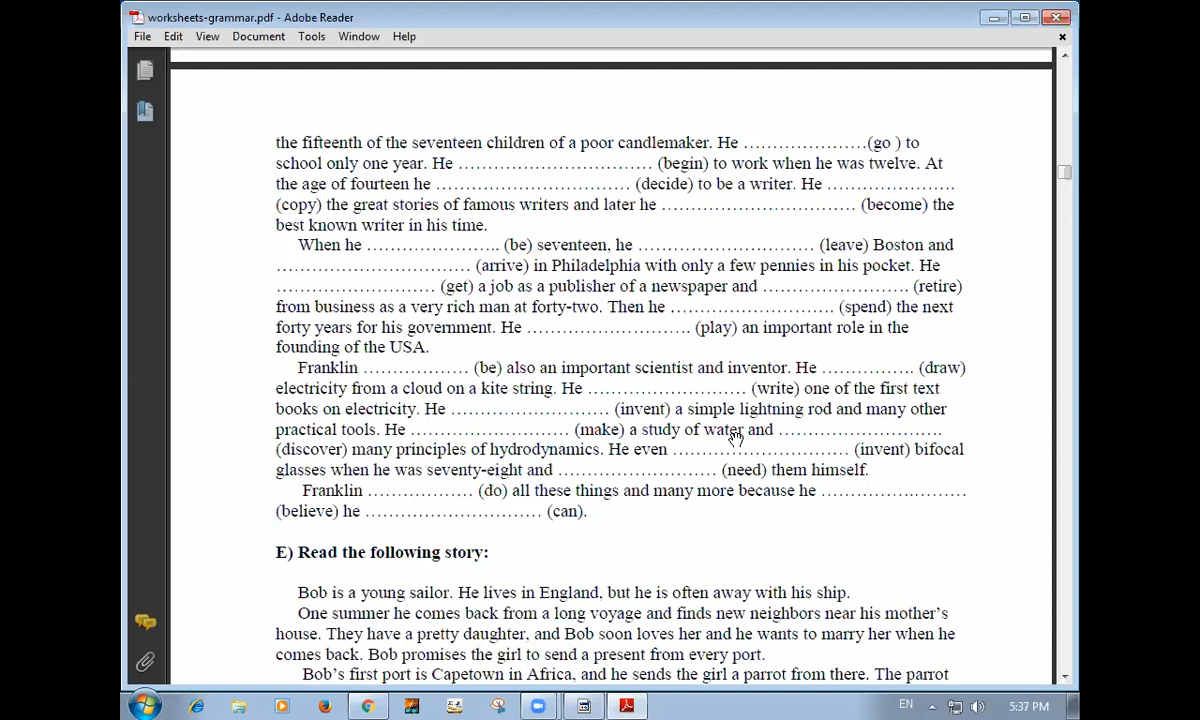 worksheets-grammar.pdf - Adobe Reader
File Edit View Document Tools Window Help
the fifteenth of the seventeen children of a poor candlemaker. He ………………….(go ) to
school only one year. He …………………………… (begin) to work when he was twelve. At
the age of fourteen he …………………………… (decide) to be a writer. He ………………….
(copy) the great stories of famous writers and later he …………………………… (become) the
best known writer in his time.
When he ………………….. (be) seventeen, he ………………………… (leave) Boston and
…………………………… (arrive) in Philadelphia with only a few pennies in his pocket. He
……………………… (get) a job as a publisher of a newspaper and ……………………. (retire)
from business as a very rich man at forty-two. Then he ………………………. (spend) the next
forty years for his government. He ………………………. (play) an important role in the
founding of the USA.
Franklin ……………… (be) also an important scientist and inventor. He ……………. (draw)
electricity from a cloud on a kite string. He ……………………… (write) one of the first text
books on electricity. He ……………………… (invent) a simple lightning rod and many other
practical tools. He ……………………… (make) a study of water and ……………………….
(discover) many principles of hydrodynamics. He even ………………………… (invent) bifocal
glasses when he was seventy-eight and ……………………… (need) them himself.
Franklin ……………… (do) all these things and many more because he …………….………
(believe) he ………………………… (can).
E) Read the following story:
Bob is a young sailor. He lives in England, but he is often away with his ship.
One summer he comes back from a long voyage and finds new neighbors near his mother’s
house. They have a pretty daughter, and Bob soon loves her and he wants to marry her when he
comes back. Bob promises the girl to send a present from every port.
Bob’s first port is Capetown in Africa, and he sends the girl a parrot from there. The parrot
EN 5:37 PM